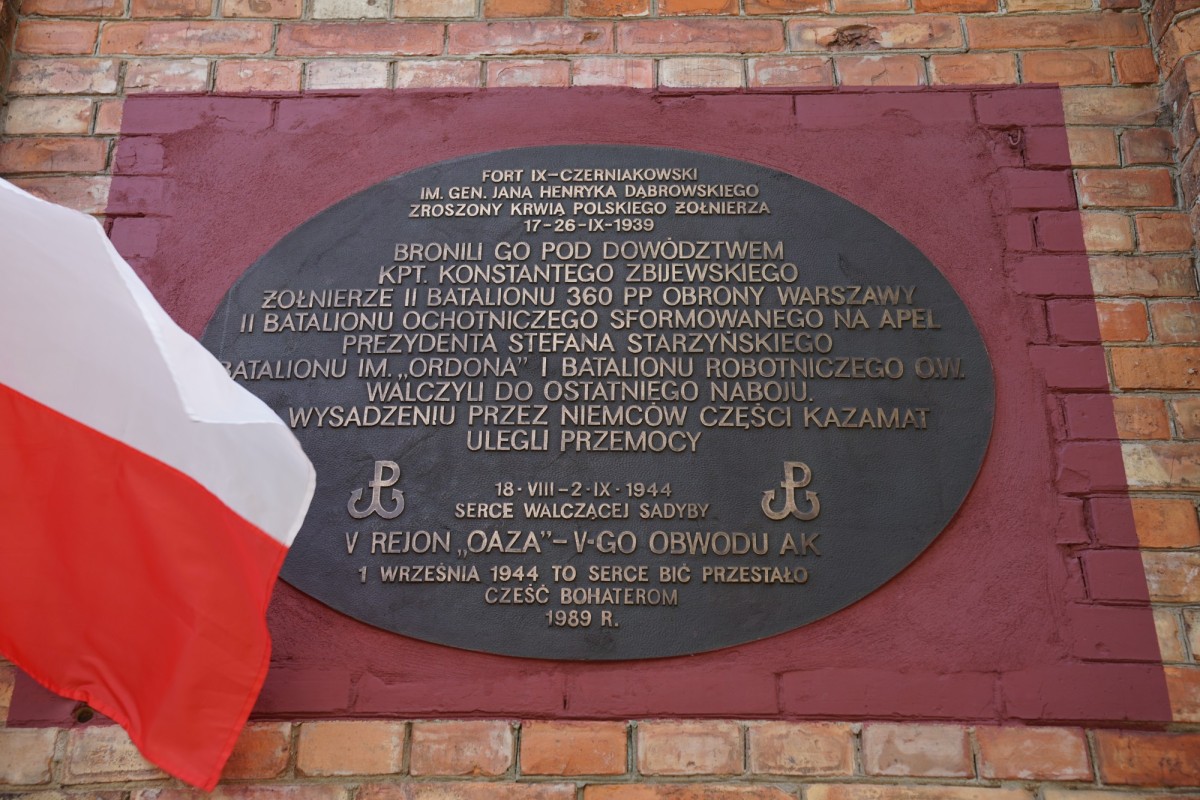 FORT IX-CZERNIAKOWSKI
IM. GEN. JANA HENRYKA DĄBROWSKIEGO
ZROSZONY KRWIĄ POLSKIEGO ŻOŁNIERZA
17-26-IX-1939
BRONILI GO POD DOWÓDZTWEM
KPT. KONSTANTEGO ZBIJEWSKIEGO
ŻOŁNIERZE II BATALIONU 360 PP OBRONY WARSZAWY
II BATALIONU OCHOTNICZEGO SFORMOWANEGO NA APEL
PREZYDENTA STEFANA STARZYŃSKIEGO
BATALIONU IM. „ORDONA” I BATALIONU ROBOTNICZEGO O.W.
WALCZYLI DO OSTATNIEGO NABOJU.
WYSADZENIU PRZEZ NIEMCÓW CZĘŚCI KAZAMAT
ULEGLI PRZEMOCY
18·VIII-2·IX·1944
SERCE WALCZĄCEJ SADYBY
V REJON „OAZA”-V-GO OBWODU AK
1 WRZEŚNIA 1944 TO SERCE BIĆ PRZESTAŁO
CZEŚĆ BOHATEROM
1989 R.